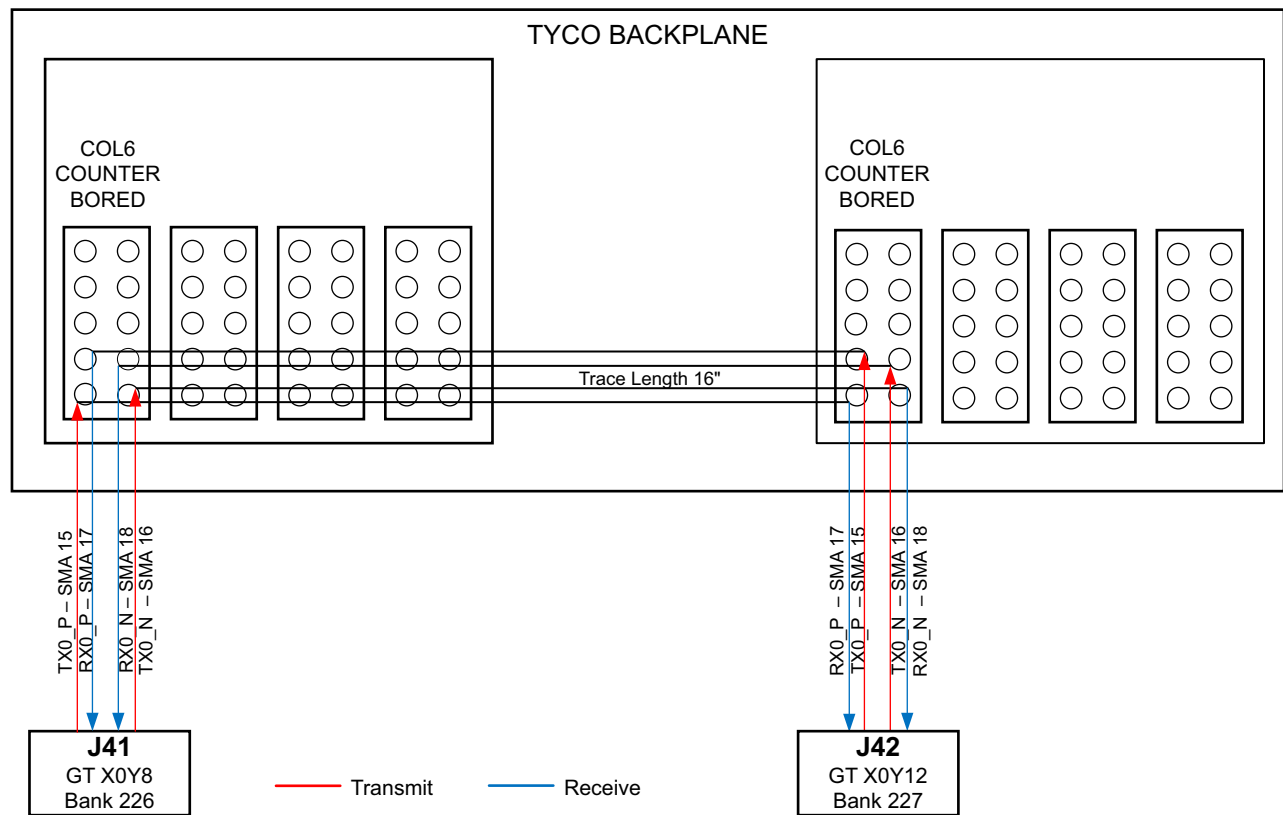 TYCO BACKPLANE
COL6
COUNTER
BORED
COL6
COUNTER
BORED
Trace Length 16"
TX0_P – SMA 15
RX0_P – SMA 17
RX0_N – SMA 18
TX0_N – SMA 16
RX0_P – SMA 17
TX0_P – SMA 15
TX0_N – SMA 16
RX0_N – SMA 18
J41
GT X0Y8
Bank 226
Transmit
Receive
J42
GT X0Y12
Bank 227